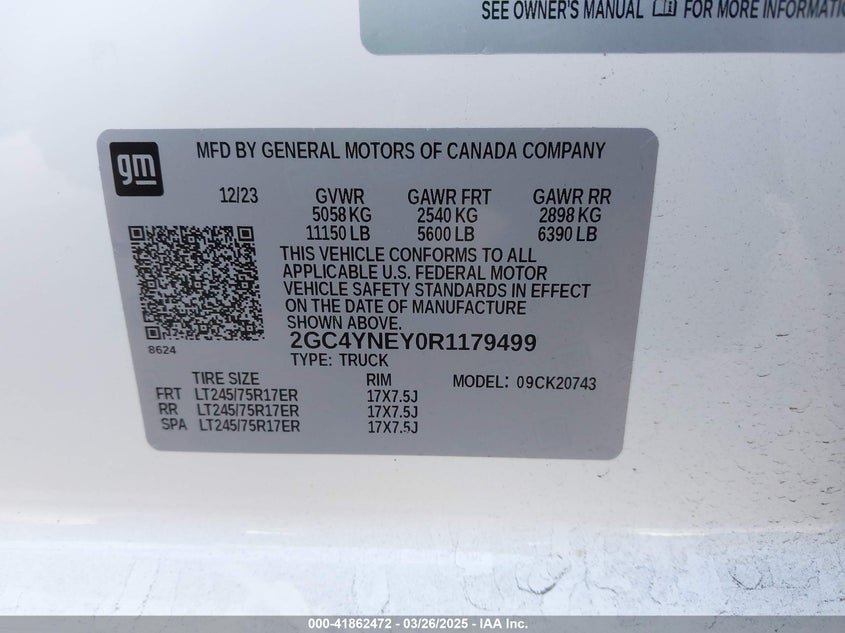 SEE OWNER'S MANUAL FOR MORE INFORMATIO
gm
MFD BY GENERAL MOTORS OF CANADA COMPANY
12/23 GVWR GAWR FRT GAWR RR
5058 KG 2540 KG 2898 KG
11150 LB 5600 LB 6390 LB
THIS VEHICLE CONFORMS TO ALL
APPLICABLE U.S. FEDERAL MOTOR
VEHICLE SAFETY STANDARDS IN EFFECT
ON THE DATE OF MANUFACTURE
SHOWN ABOVE.
8624
2GC4YNEY0R1179499
TYPE: TRUCK
TIRE SIZE RIM MODEL: 09CK20743
FRT LT245/75R17ER 17X7.5J
RR LT245/75R17ER 17X7.5J
SPA LT245/75R17ER 17X7.5J
000-41862472 — 03/26/2025 — IAA Inc.